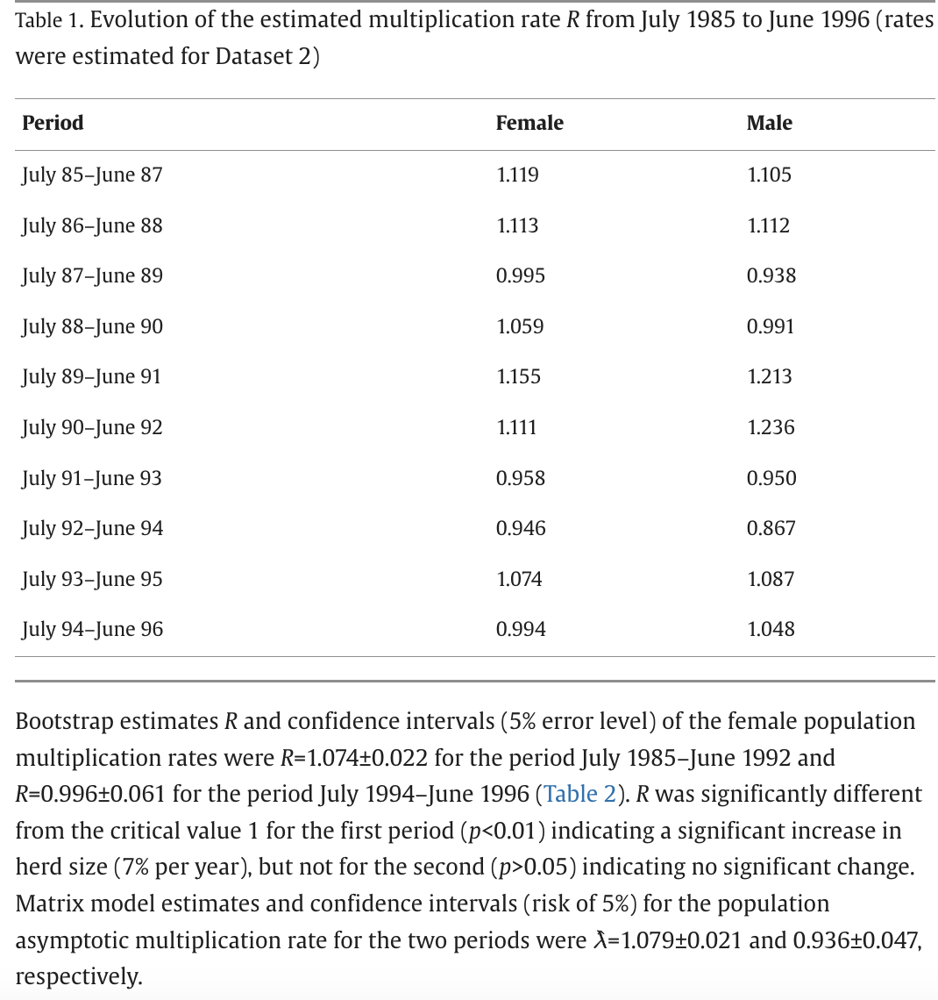 Table 1. Evolution of the estimated multiplication rate R from July 1985 to June 1996 (rates
were estimated for Dataset 2)
Period Female Male
July 85–June 87 1.119 1.105
July 86–June 88 1.113 1.112
July 87–June 89 0.995 0.938
July 88–June 90 1.059 0.991
July 89–June 91 1.155 1.213
July 90–June 92 1.111 1.236
July 91–June 93 0.958 0.950
July 92–June 94 0.946 0.867
July 93–June 95 1.074 1.087
July 94–June 96 0.994 1.048
Bootstrap estimates R and confidence intervals (5% error level) of the female population
multiplication rates were R=1.074±0.022 for the period July 1985–June 1992 and
R=0.996±0.061 for the period July 1994–June 1996 (Table 2). R was significantly different
from the critical value 1 for the first period (p<0.01) indicating a significant increase in
herd size (7% per year), but not for the second (p>0.05) indicating no significant change.
Matrix model estimates and confidence intervals (risk of 5%) for the population
asymptotic multiplication rate for the two periods were λ̂=1.079±0.021 and 0.936±0.047,
respectively.